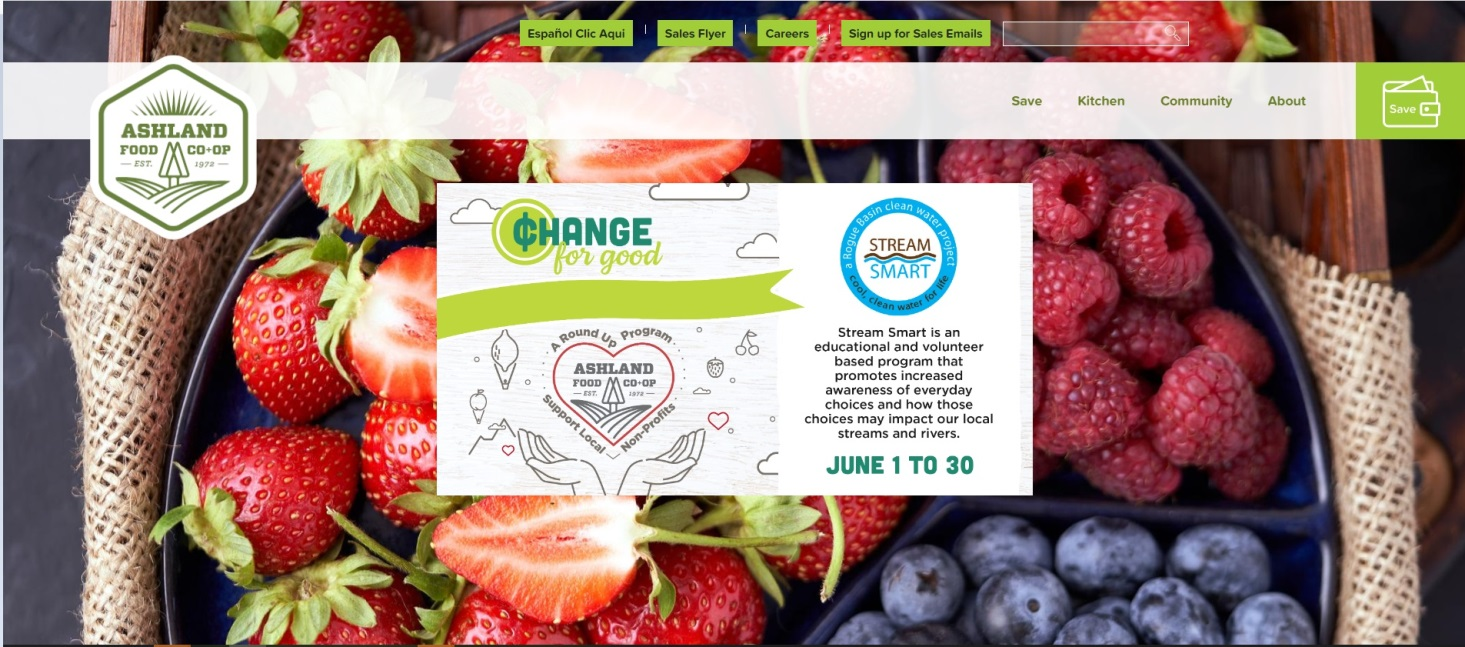 Español Clic Aqui
Sales Flyer
Careers
Sign up for Sales Emails
Save
Kitchen
Community
About
Save
ASHLAND
FOOD CO+OP
EST. 1972
¢HANGE
for good
A Round Up Program
ASHLAND
FOOD CO+OP
EST. 1972
Support Local Non-Profits
a Rogue Basin clean water project
STREAM
SMART
cool, clean water for life
Stream Smart is an
educational and volunteer
based program that
promotes increased
awareness of everyday
choices and how those
choices may impact our local
streams and rivers.
JUNE 1 TO 30